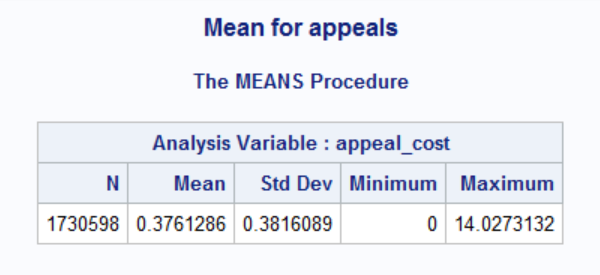 Mean for appeals
The MEANS Procedure
Analysis Variable : appeal_cost
N Mean Std Dev Minimum Maximum
1730598 0.3761286 0.3816089 0 14.0273132